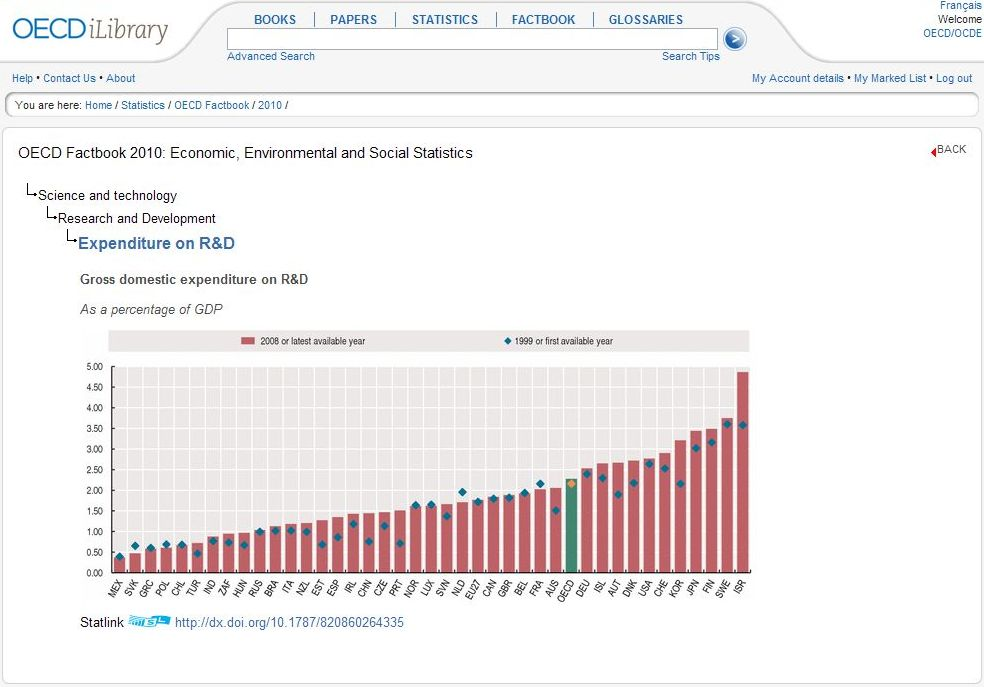 Français
BOOKS PAPERS STATISTICS FACTBOOK GLOSSARIES
Welcome
OECD iLibrary
OECD/OCDE
>
Advanced Search Search Tips
Help • Contact Us • About My Account details • My Marked List • Log out
You are here: Home / Statistics / OECD Factbook / 2010 /
OECD Factbook 2010: Economic, Environmental and Social Statistics BACK
Science and technology
Research and Development
Expenditure on R&D
Gross domestic expenditure on R&D
As a percentage of GDP
2008 or latest available year 1999 or first available year
5.00
4.50
4.00
3.50
3.00
2.50
2.00
1.50
1.00
0.50
0.00
MEX SVK GRC POL CHL TUR IND ZAF HUN RUS BRA ITA NZL EST ESP IRL CHN CZE PRT NOR LUX SVN NLD EU27 CAN GBR BEL FRA AUS OECD DEU ISL AUT DNK USA CHE KOR JPN FIN SWE ISR
Statlink http://dx.doi.org/10.1787/820860264335